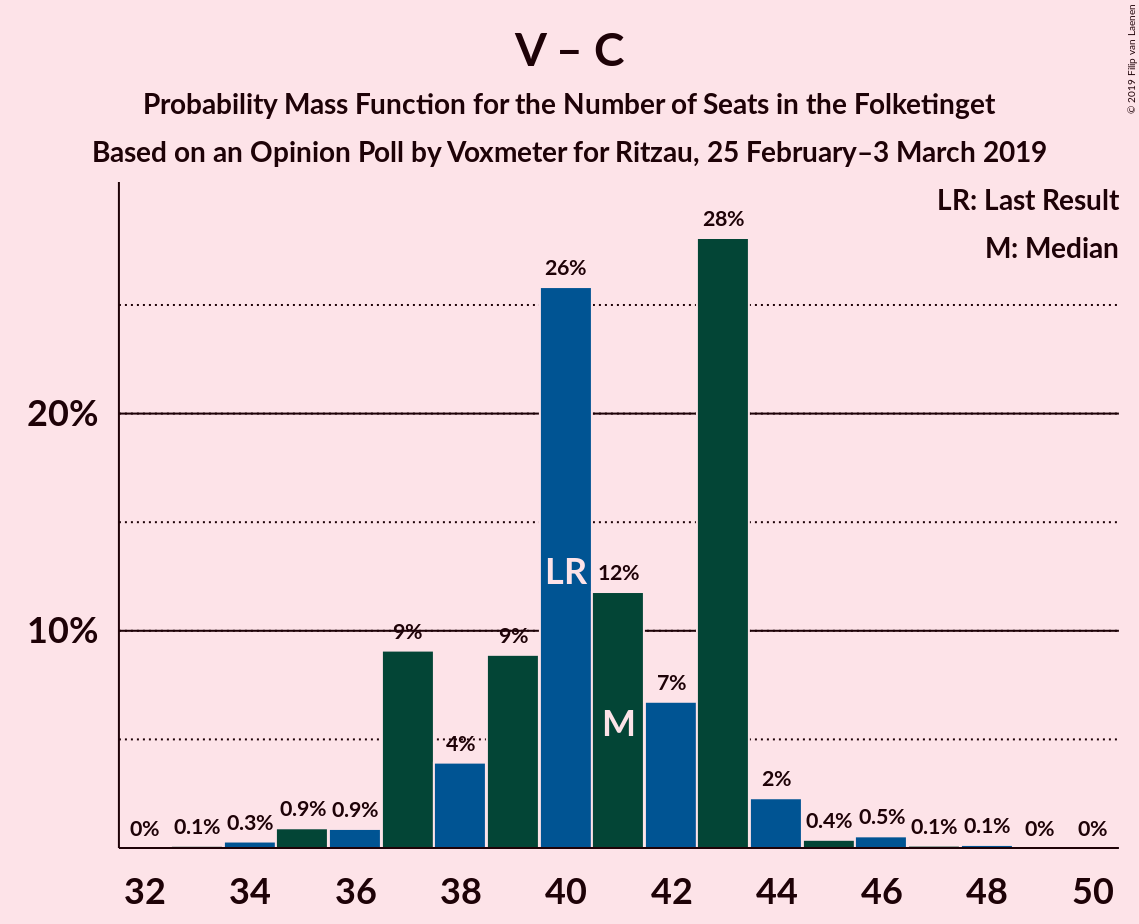 V – C
Probability Mass Function for the Number of Seats in the Folketinget
Based on an Opinion Poll by Voxmeter for Ritzau, 25 February–3 March 2019
© 2019 Filip van Laenen
LR: Last Result
M: Median
28%
26%
20%
LR
12%
10%
9%
9%
7%
M
4%
2%
0%
0.1%
0.3%
0.9%
0.9%
0.4%
0.5%
0.1%
0.1%
0%
0%
32 34 36 38 40 42 44 46 48 50